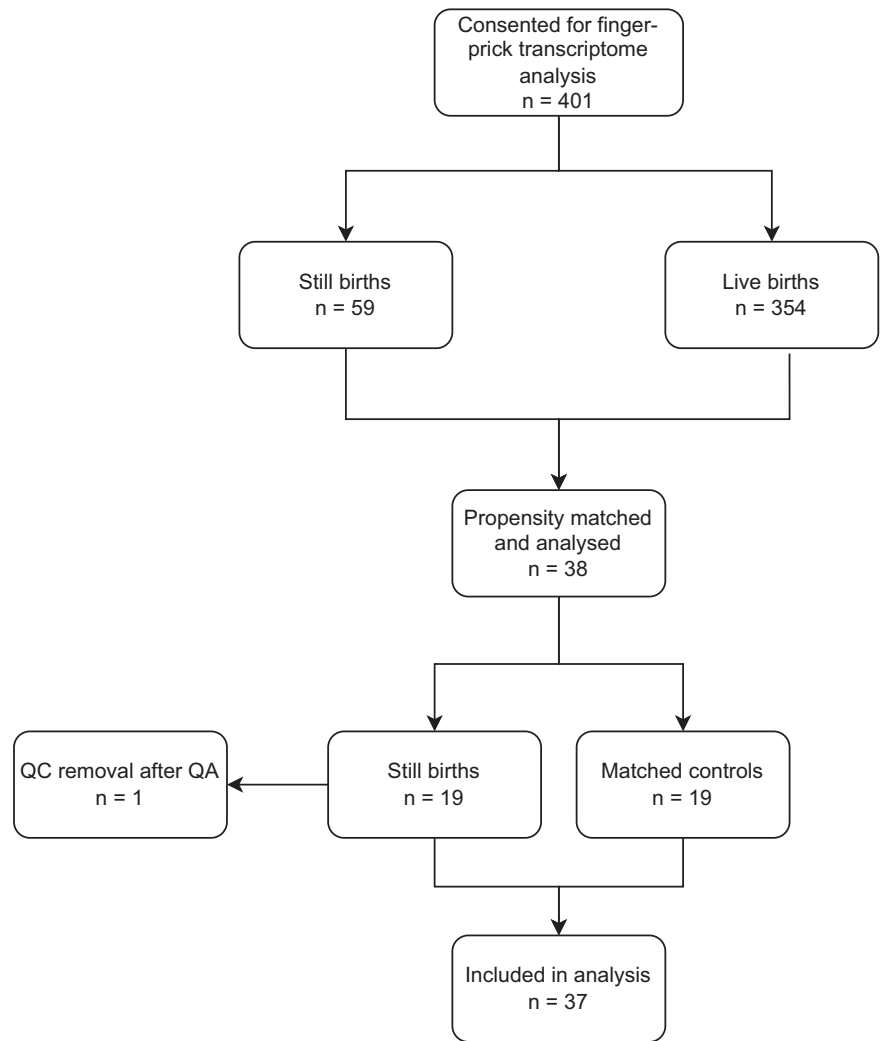 Consented for finger-
prick transcriptome
analysis
n = 401
Still births
n = 59
Live births
n = 354
Propensity matched
and analysed
n = 38
QC removal after QA
n = 1
Still births
n = 19
Matched controls
n = 19
Included in analysis
n = 37